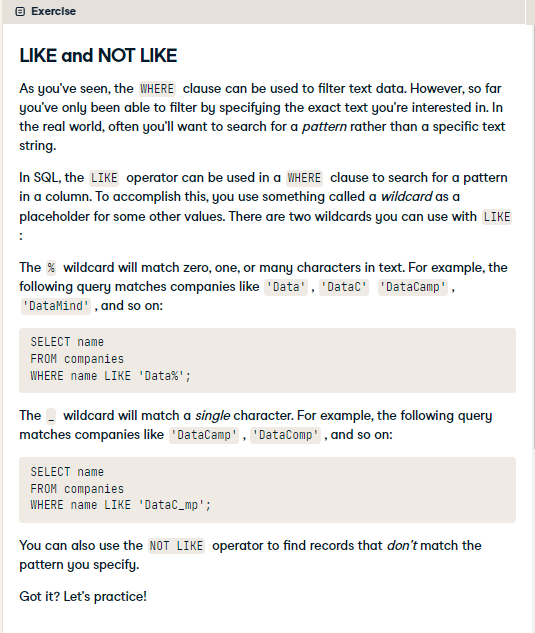 Exercise
LIKE and NOT LIKE
As you've seen, the WHERE clause can be used to filter text data. However, so far
you've only been able to filter by specifying the exact text you're interested in. In
the real world, often you'll want to search for a pattern rather than a specific text
string.
In SQL, the LIKE operator can be used in a WHERE clause to search for a pattern
in a column. To accomplish this, you use something called a wildcard as a
placeholder for some other values. There are two wildcards you can use with LIKE
:
The % wildcard will match zero, one, or many characters in text. For example, the
following query matches companies like 'Data' , 'DataC' 'DataCamp' ,
'DataMind' , and so on:
SELECT name
FROM companies
WHERE name LIKE 'Data%';
The _ wildcard will match a single character. For example, the following query
matches companies like 'DataCamp' , 'DataComp' , and so on:
SELECT name
FROM companies
WHERE name LIKE 'DataC_mp';
You can also use the NOT LIKE operator to find records that don't match the
pattern you specify.
Got it? Let's practice!